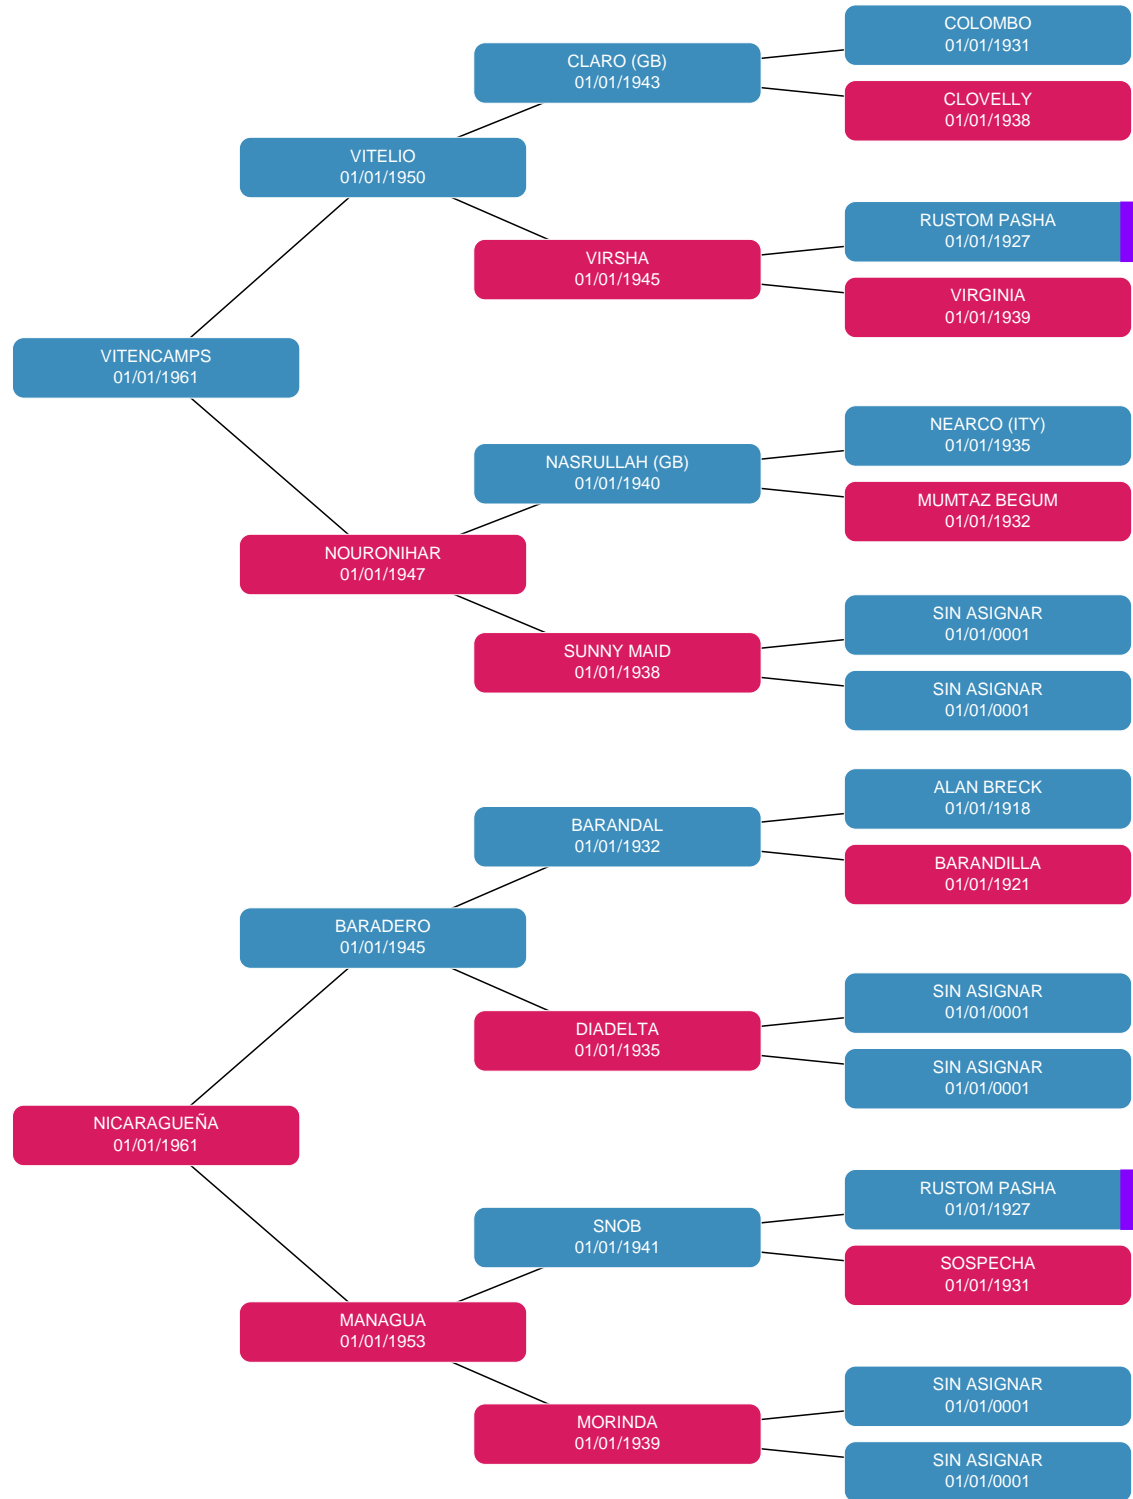 COLOMBO
01/01/1931
CLARO (GB)
01/01/1943
CLOVELLY
01/01/1938
VITELIO
01/01/1950
RUSTOM PASHA
01/01/1927
VIRSHA
01/01/1945
VIRGINIA
01/01/1939
VITENCAMPS
01/01/1961
NEARCO (ITY)
01/01/1935
NASRULLAH (GB)
01/01/1940
MUMTAZ BEGUM
01/01/1932
NOURONIHAR
01/01/1947
SIN ASIGNAR
01/01/0001
SUNNY MAID
01/01/1938
SIN ASIGNAR
01/01/0001
ALAN BRECK
01/01/1918
BARANDAL
01/01/1932
BARANDILLA
01/01/1921
BARADERO
01/01/1945
SIN ASIGNAR
01/01/0001
DIADELTA
01/01/1935
SIN ASIGNAR
01/01/0001
NICARAGUEÑA
01/01/1961
RUSTOM PASHA
01/01/1927
SNOB
01/01/1941
SOSPECHA
01/01/1931
MANAGUA
01/01/1953
SIN ASIGNAR
01/01/0001
MORINDA
01/01/1939
SIN ASIGNAR
01/01/0001